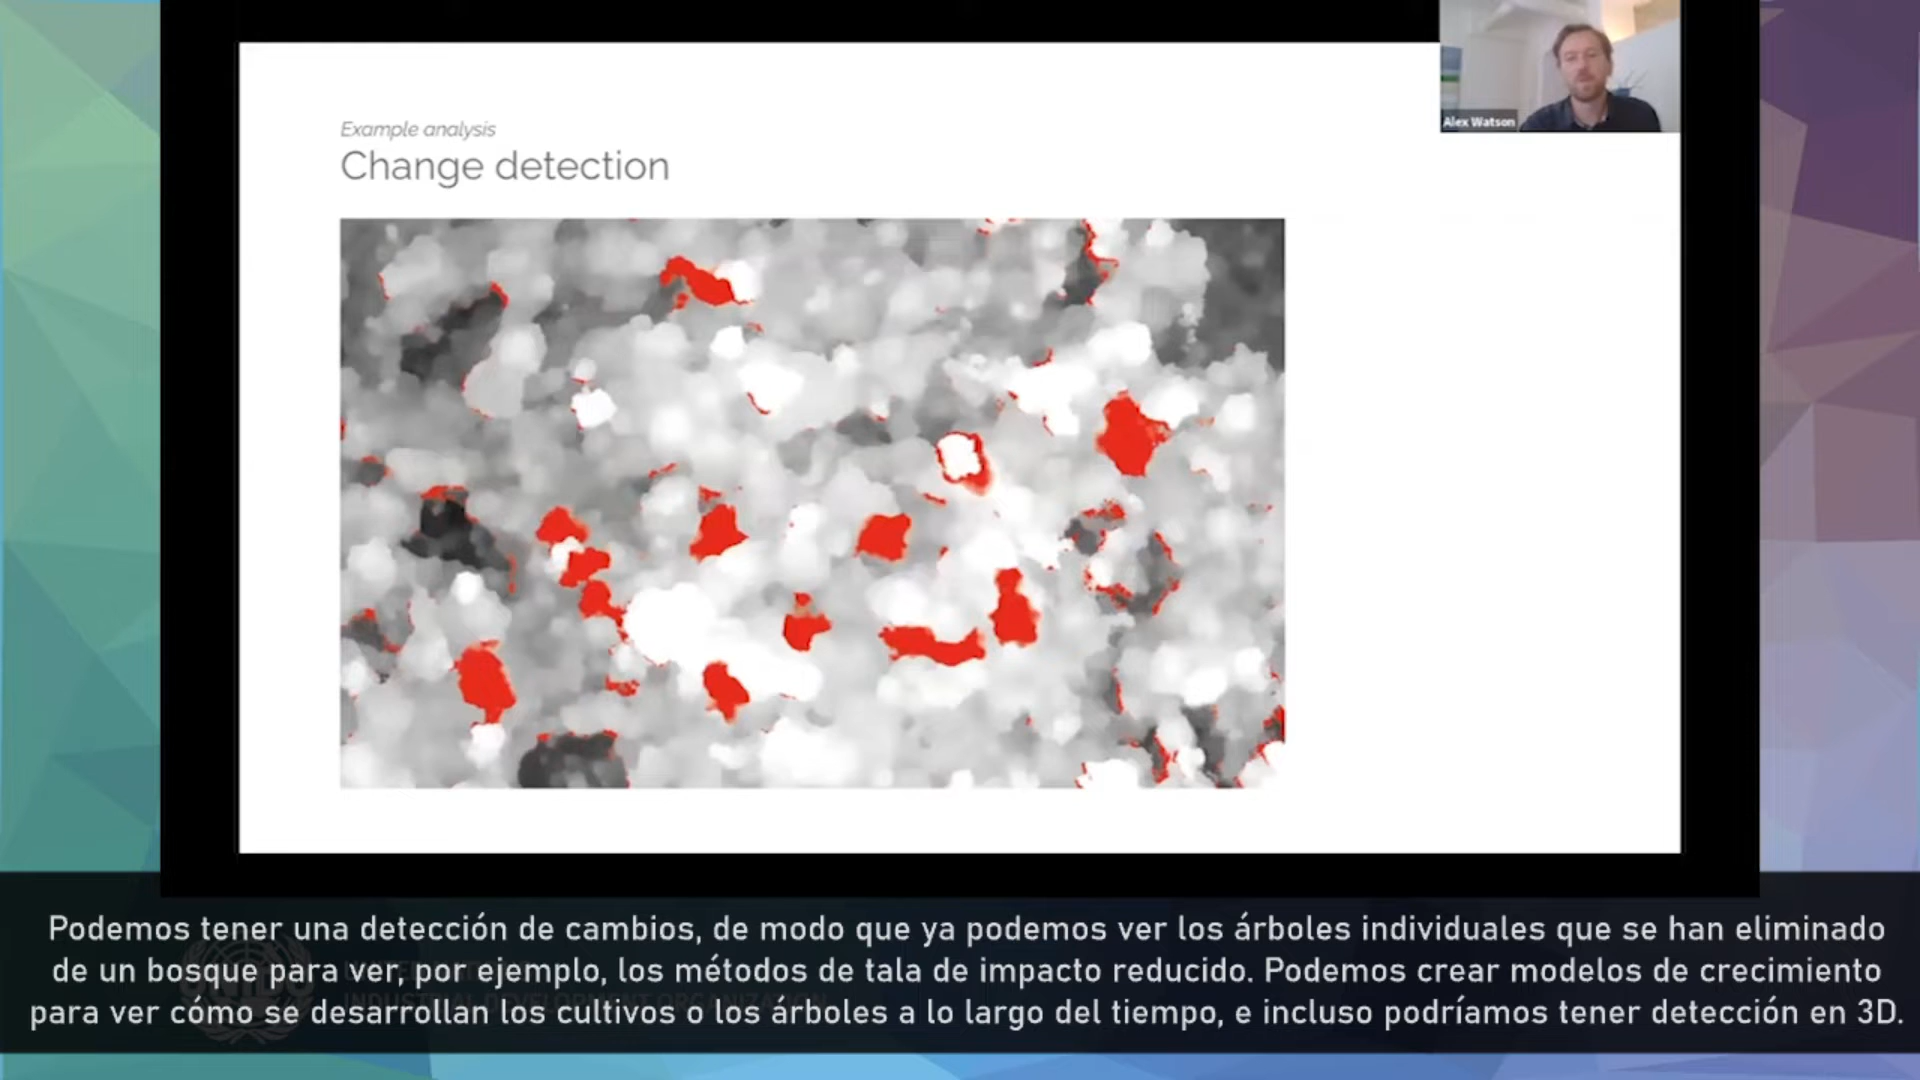 Alex Watson
Example analysis
Change detection
Podemos tener una detección de cambios, de modo que ya podemos ver los árboles individuales que se han eliminado
de un bosque para ver, por ejemplo, los métodos de tala de impacto reducido. Podemos crear modelos de crecimiento
para ver cómo se desarrollan los cultivos o los árboles a lo largo del tiempo, e incluso podríamos tener detección en 3D.